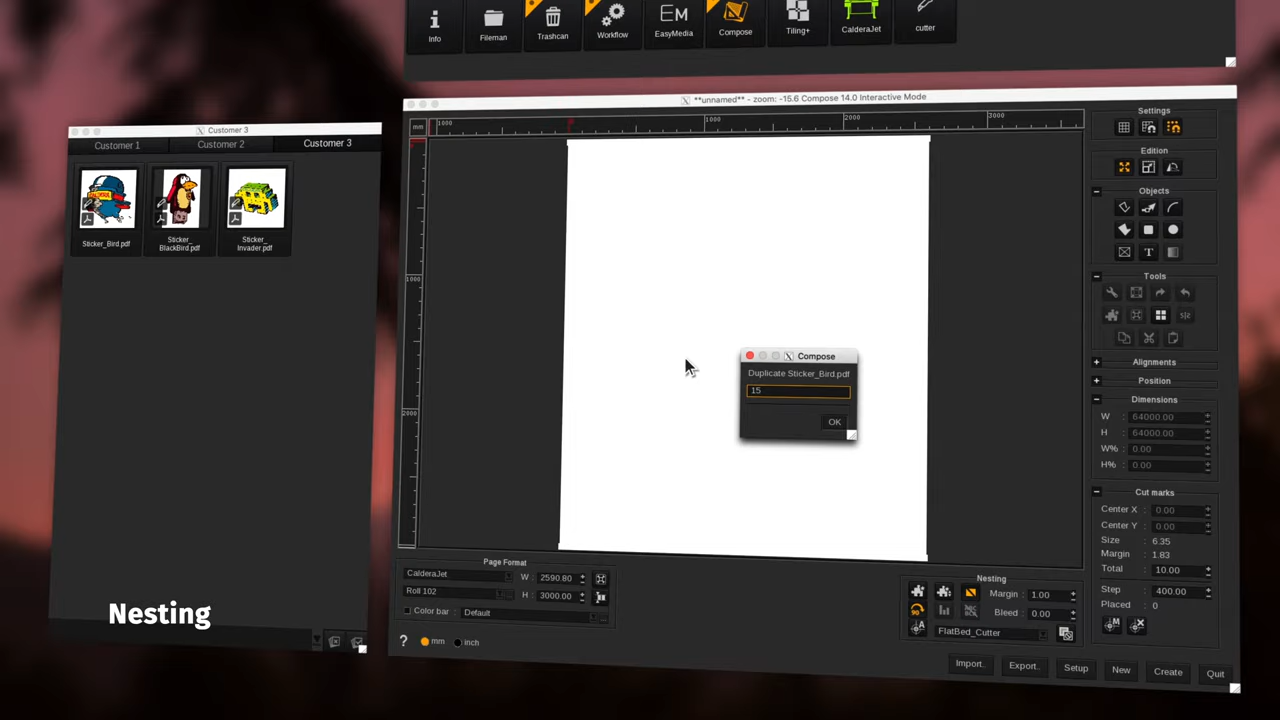 Info
Fileman
Trashcan
Workflow
EM
EasyMedia
Compose
Tiling+
CalderaJet
cutter
**unnamed** - zoom: -15.6 Compose 14.0 Interactive Mode
Customer 3
Customer 1
Customer 2
Customer 3
Sticker_Bird.pdf
Sticker_
BlackBird.pdf
Sticker_
Invader.pdf
mm
1000
1000
2000
3000
1000
2000
Compose
Duplicate Sticker_Bird.pdf
15
OK
Settings
Edition
Objects
T
Tools
Alignments
Position
Dimensions
W : 64000.00
H : 64000.00
W% : 0.00
H% : 0.00
Cut marks
Center X : 0.00
Center Y : 0.00
Size : 6.35
Margin : 1.83
Total : 10.00
Step : 400.00
Placed : 0
Page Format
CalderaJet
W : 2590.80
Roll 102
H : 3000.00
Color bar : Default
? mm inch
Nesting
Margin : 1.00
90
Bleed : 0.00
FlatBed_Cutter
Import..
Export..
Setup
New
Create
Quit
Nesting